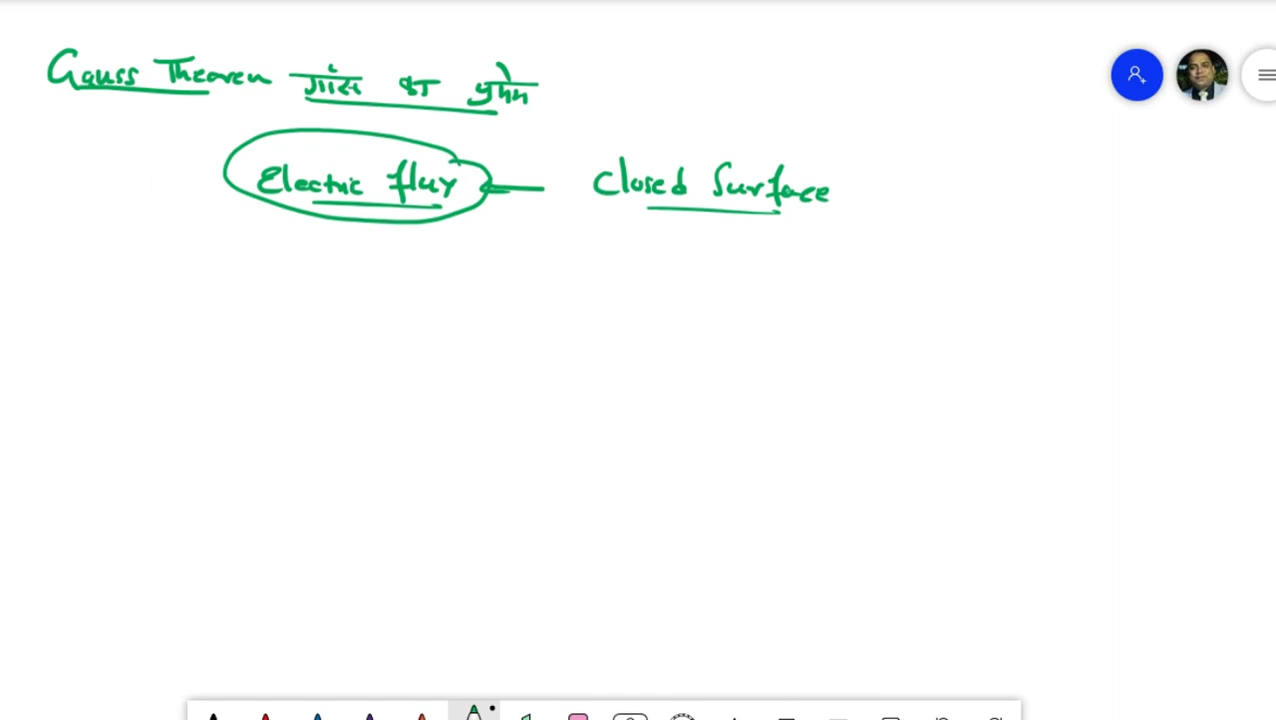 Gauss Theorem गॉस का प्रमेय
Electric flux closed Surface